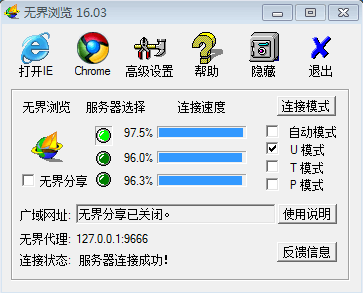 无界浏览 16.03
打开IE Chrome 高级设置 帮助 隐藏 退出
无界浏览 服务器选择 连接速度 连接模式
97.5% 自动模式
96.0% U 模式
96.3% T 模式
无界分享 P 模式
广域网址: 无界分享已关闭。 使用说明
无界代理: 127.0.0.1:9666
连接状态: 服务器连接成功! 反馈信息